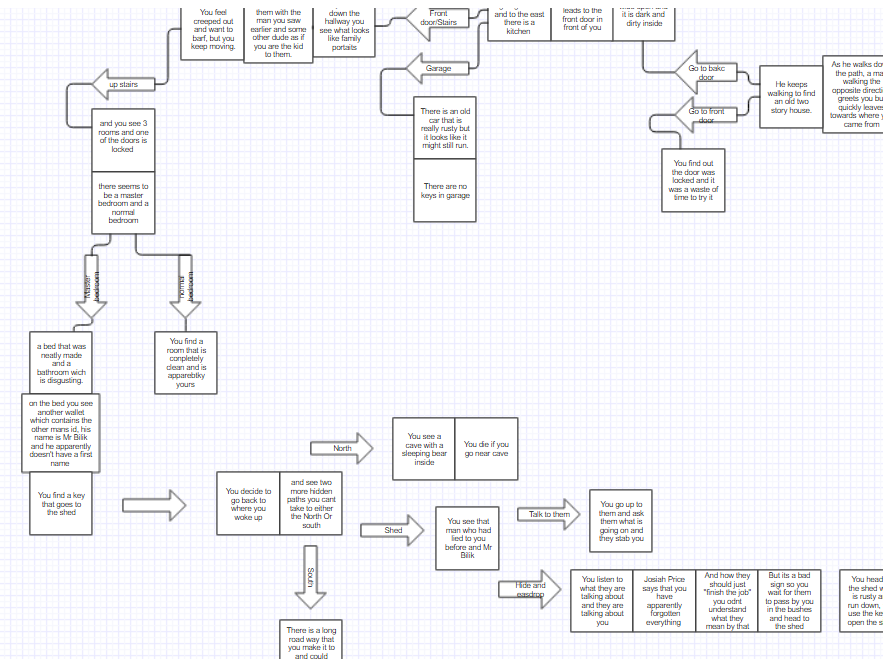 You feel
creeped out
and want to
barf, but you
keep moving.
them with the
man you saw
earlier and some
other dude as if
you are the kid
to them.
down the
hallway you
see what looks
like family
portaits
Front
door/Stairs
and to the east
there is a
kitchen
leads to the
front door in
front of you
it is dark and
dirty inside
up stairs
Garage
Go to bakc
door
He keeps
walking to find
an old two
story house.
As he walks
the path, a
walking the
opposite
greets you
quickly
towards where
came from
Go to front
door
and you see 3
rooms and one
of the doors is
locked
there seems to
be a master
bedroom and a
normal
bedroom
There is an old
car that is
really rusty but
it looks like it
might still run.
There are no
keys in garage
You find out
the door was
locked and it
was a waste of
time to try it
Master
bedroom
normal
bedroom
a bed that was
neatly made
and a
bathroom wich
is disgusting.
You find a
room that is
conpletely
clean and is
apparebtky
yours
on the bed you see
another wallet
which contains the
other mans id, his
name is Mr Bilik
and he apparently
doesn't have a first
name
You find a key
that goes to
the shed
You decide to
go back to
where you
woke up
and see two
more hidden
paths you cant
take to either
the North Or
south
North
You see a
cave with a
sleeping bear
inside
You die if you
go near cave
Shed
You see that
man who had
lied to you
before and Mr
Bilik
Talk to them
You go up to
them and ask
them what is
going on and
they stab you
Hide and
easdrop
You listen to
what they are
talking about
and they are
talking about
you
Josiah Price
says that you
have
apparently
forgotten
everything
And how they
should just
"finish the job"
you odnt
understand
what they
mean by that
But its a bad
sign so you
wait for them
to pass by you
in the bushes
and head to
the shed
You head
the shed
is rusty
run down,
use the
open the
South
There is a long
road way that
you make it to
and could